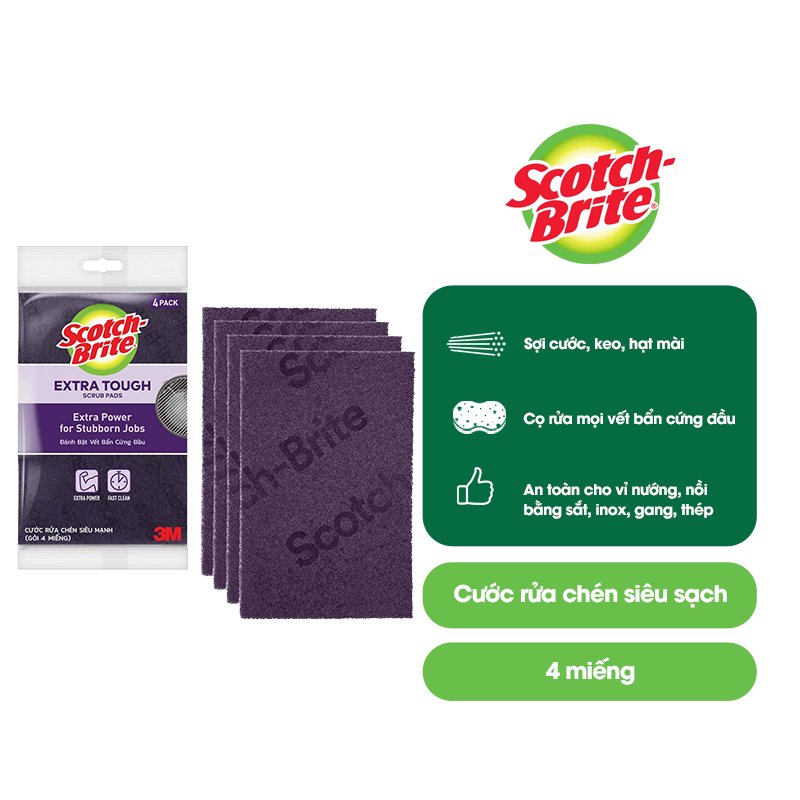 Scotch-
Brite
4 PACK
Scotch-
Brite
EXTRA TOUGH
SCRUB PADS
Extra Power
for Stubborn Jobs
Đánh Bật Vết Bẩn Cứng Đầu
EXTRA POWER
FAST CLEAN
CƯỚC RỬA CHÉN SIÊU MẠNH
(GÓI 4 MIẾNG)
3M
Scotch-Brite
Scotch
Sợi cước, keo, hạt mài
Cọ rửa mọi vết bẩn cứng đầu
An toàn cho vỉ nướng, nồi
bằng sắt, inox, gang, thép
Cước rửa chén siêu sạch
4 miếng